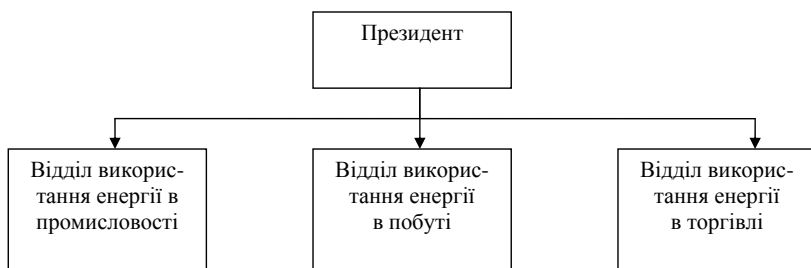 Президент
Відділ викорис-
тання енергії в
промисловості
Відділ викорис-
тання енергії
в побуті
Відділ викорис-
тання енергії
в торгівлі